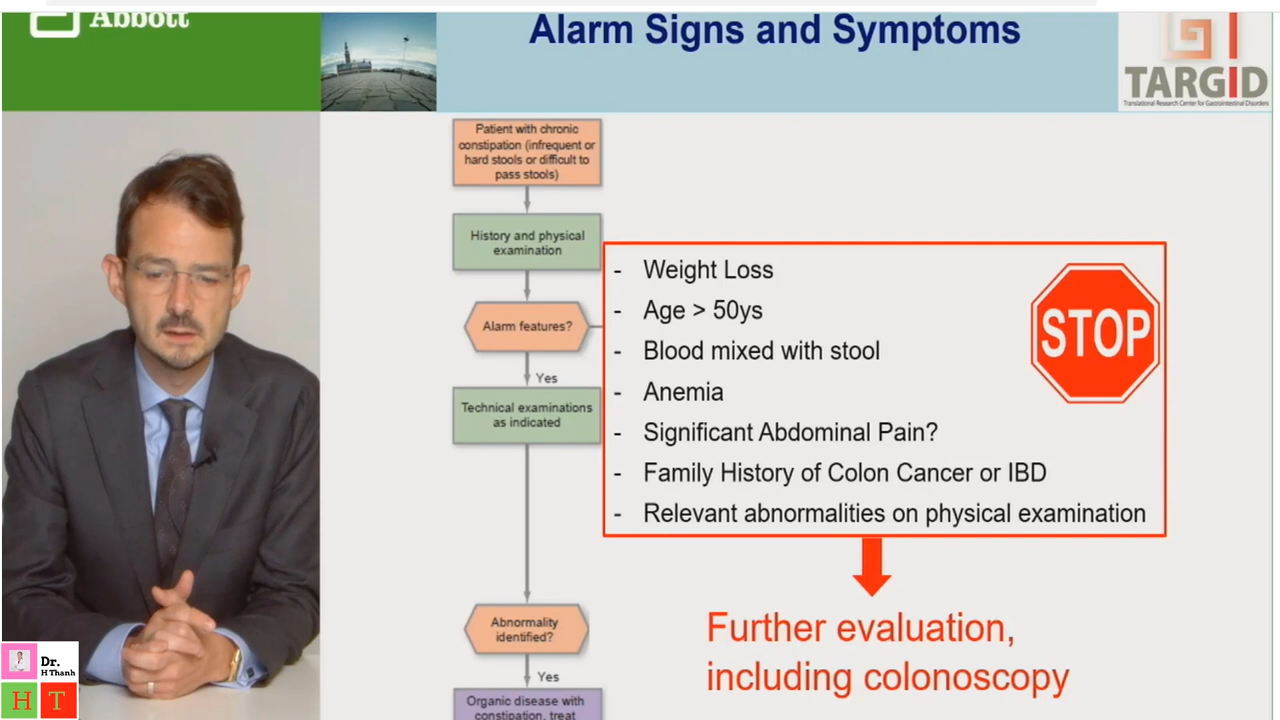 Abbott
Alarm Signs and Symptoms
TARGID
Translational Research Center for Gastrointestinal Disorders
Patient with chronic
constipation (infrequent or
hard stools or difficult to
pass stools)
History and physical
examination
Alarm features?
Yes
Technical examinations
as indicated
Abnormality
identified?
Yes
Organic disease with
constipation, treat
- Weight Loss
- Age > 50ys
- Blood mixed with stool
- Anemia
- Significant Abdominal Pain?
- Family History of Colon Cancer or IBD
- Relevant abnormalities on physical examination
STOP
Further evaluation,
including colonoscopy
Dr.
H Thanh
H T